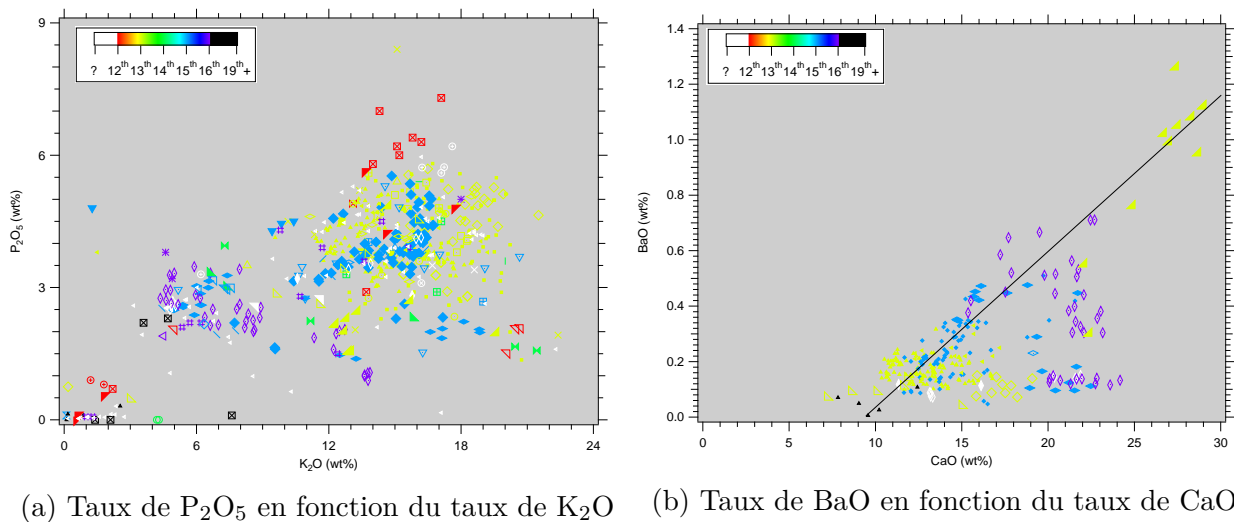 ? 12th 13th 14th 15th 16th 19th+
9
6
3
0
P2O5 (wt%)
0 6 12 18 24
K2O (wt%)
(a) Taux de P2O5 en fonction du taux de K2O
? 12th 13th 14th 15th 16th 19th+
1.4
1.2
1.0
0.8
0.6
0.4
0.2
0.0
BaO (wt%)
0 5 10 15 20 25 30
CaO (wt%)
(b) Taux de BaO en fonction du taux de CaO